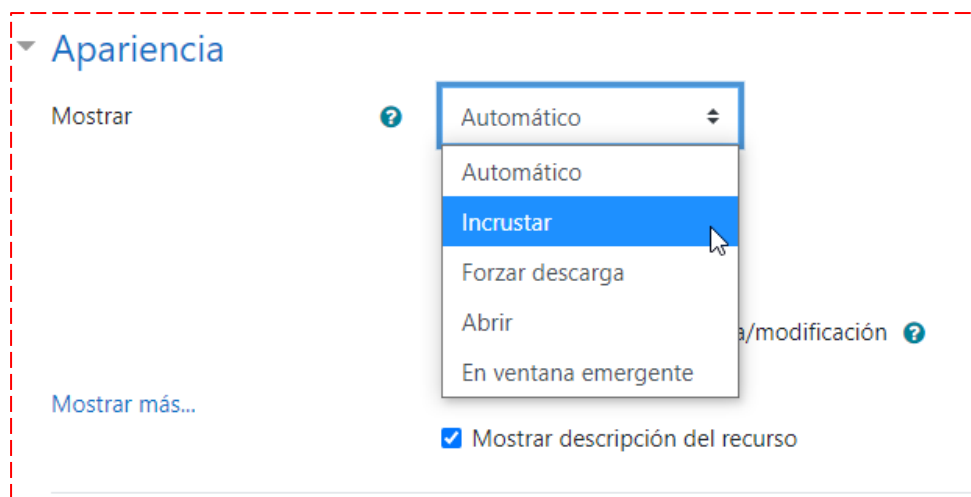 Apariencia
Mostrar
Automático
Automático
Incrustar
Forzar descarga
Abrir
/modificación
En ventana emergente
Mostrar más...
Mostrar descripción del recurso